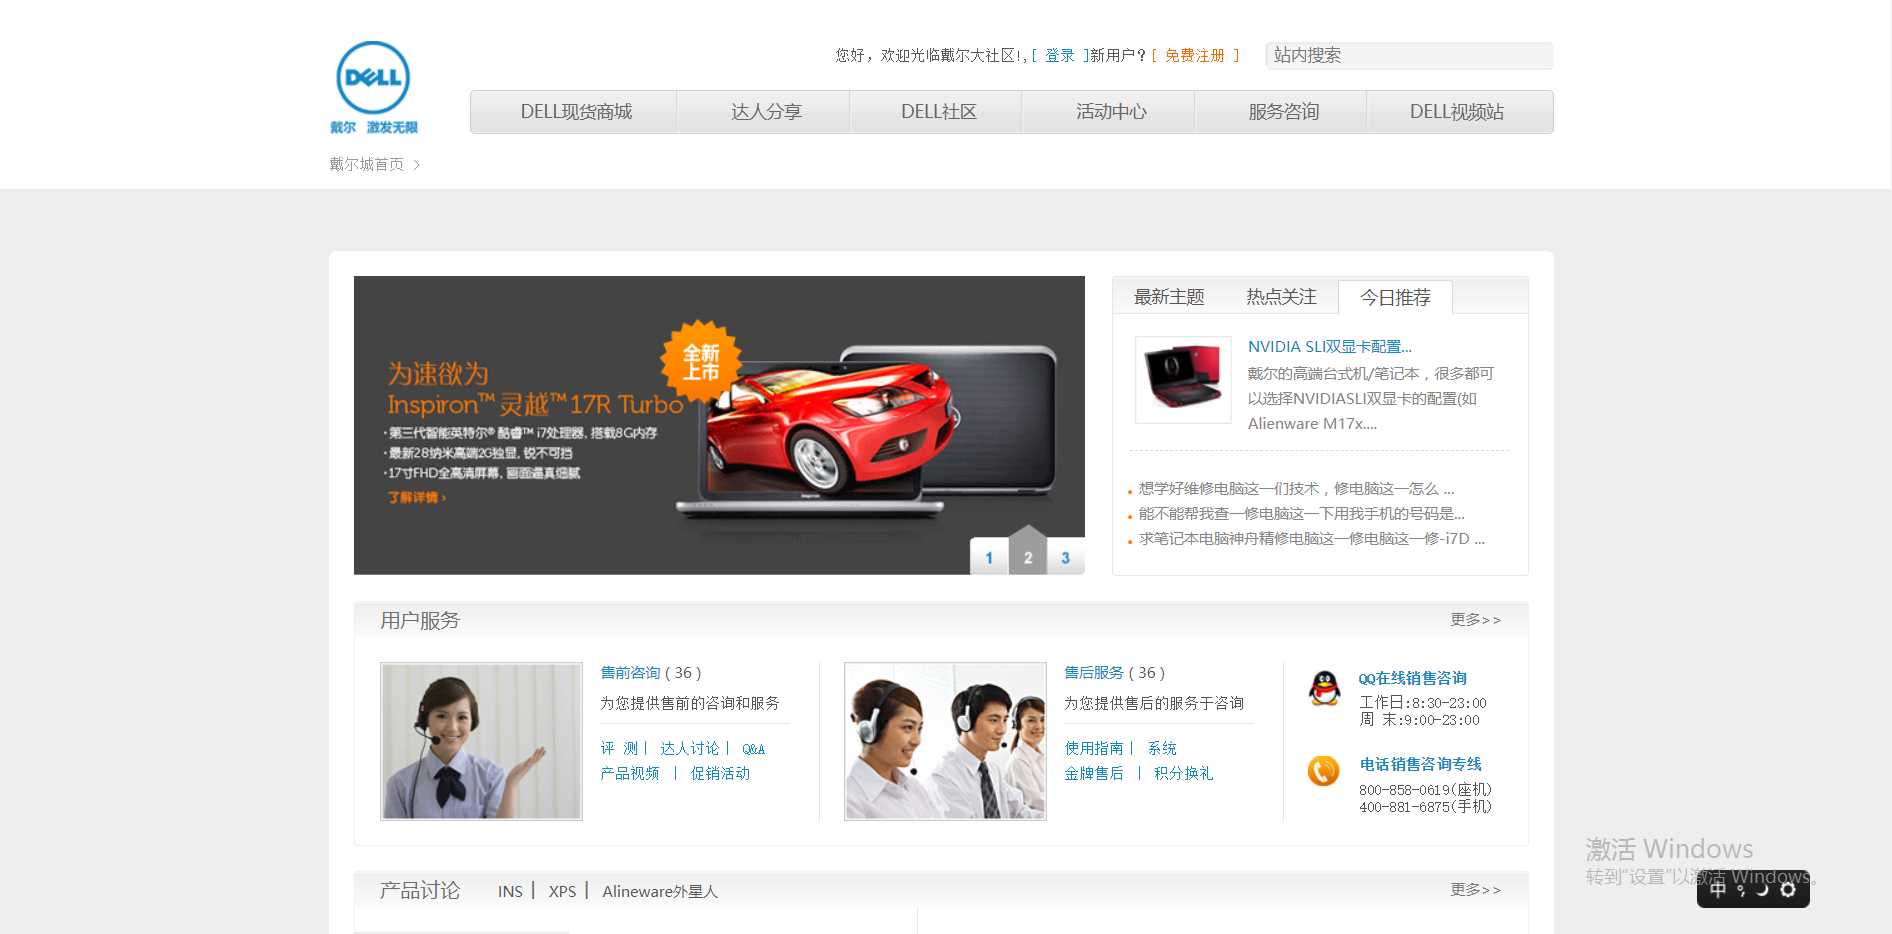 DELL
戴尔 激发无限
您好，欢迎光临戴尔大社区!,[ 登录 ]新用户？[ 免费注册 ]
站内搜索
DELL现货商城 达人分享 DELL社区 活动中心 服务咨询 DELL视频站
戴尔城首页 >
为速欲为
Inspiron™ 灵越™ 17R Turbo
·第三代智能英特尔® 酷睿™ i7处理器, 搭载8G内存
·最新28纳米高端2G独显, 锐不可挡
·17寸FHD全高清屏幕, 画面逼真细腻
了解详情 ›
全新
上市
1 2 3
最新主题 热点关注 今日推荐
NVIDIA SLI双显卡配置...
戴尔的高端台式机/笔记本，很多都可
以选择NVIDIASLI双显卡的配置(如
Alienware M17x....
想学好维修电脑这一们技术，修电脑这一怎么 ...
能不能帮我查一修电脑这一下用我手机的号码是...
求笔记本电脑神舟精修电脑这一修电脑这一修-i7D ...
用户服务 更多>>
售前咨询 ( 36 )
为您提供售前的咨询和服务
评 测| 达人讨论| Q&A
产品视频 | 促销活动
售后服务 ( 36 )
为您提供售后的服务于咨询
使用指南| 系统
金牌售后 | 积分换礼
QQ在线销售咨询
工作日:8:30-23:00
周 末:9:00-23:00
电话销售咨询专线
800-858-0619(座机)
400-881-6875(手机)
产品讨论 INS | XPS | Alineware外星人 更多>>
激活 Windows
转到“设置”以激活 Windows。
中